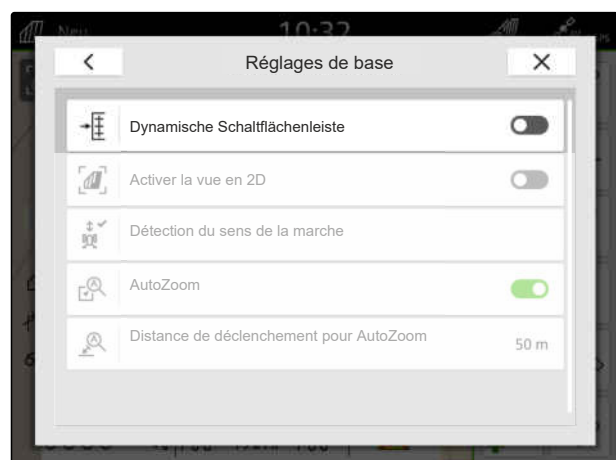 Neu
10:32
Réglages de base
Dynamische Schaltflächenleiste
Activer la vue en 2D
Détection du sens de la marche
AutoZoom
Distance de déclenchement pour AutoZoom
50 m